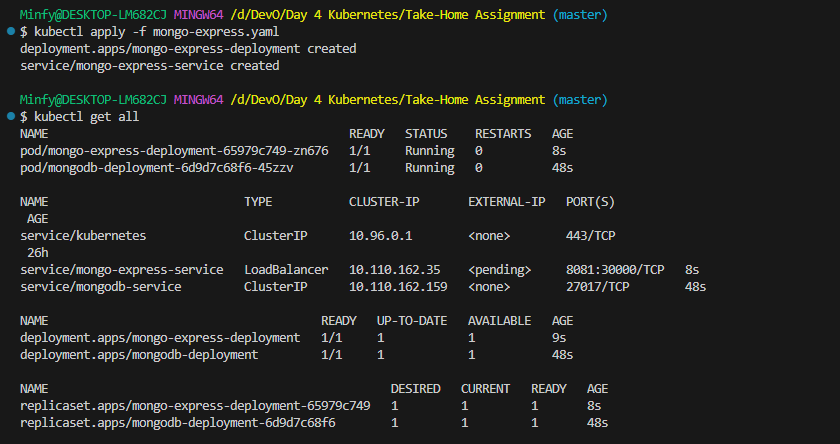 Minfy@DESKTOP-LM682CJ MINGW64 /d/DevO/Day 4 Kubernetes/Take-Home Assignment (master)
$ kubectl apply -f mongo-express.yaml
deployment.apps/mongo-express-deployment created
service/mongo-express-service created
Minfy@DESKTOP-LM682CJ MINGW64 /d/DevO/Day 4 Kubernetes/Take-Home Assignment (master)
$ kubectl get all
NAME READY STATUS RESTARTS AGE
pod/mongo-express-deployment-65979c749-zn676 1/1 Running 0 8s
pod/mongodb-deployment-6d9d7c68f6-45zzv 1/1 Running 0 48s
NAME TYPE CLUSTER-IP EXTERNAL-IP PORT(S)
AGE
service/kubernetes ClusterIP 10.96.0.1 <none> 443/TCP
26h
service/mongo-express-service LoadBalancer 10.110.162.35 <pending> 8081:30000/TCP 8s
service/mongodb-service ClusterIP 10.110.162.159 <none> 27017/TCP 48s
NAME READY UP-TO-DATE AVAILABLE AGE
deployment.apps/mongo-express-deployment 1/1 1 1 9s
deployment.apps/mongodb-deployment 1/1 1 1 48s
NAME DESIRED CURRENT READY AGE
replicaset.apps/mongo-express-deployment-65979c749 1 1 1 8s
replicaset.apps/mongodb-deployment-6d9d7c68f6 1 1 1 48s